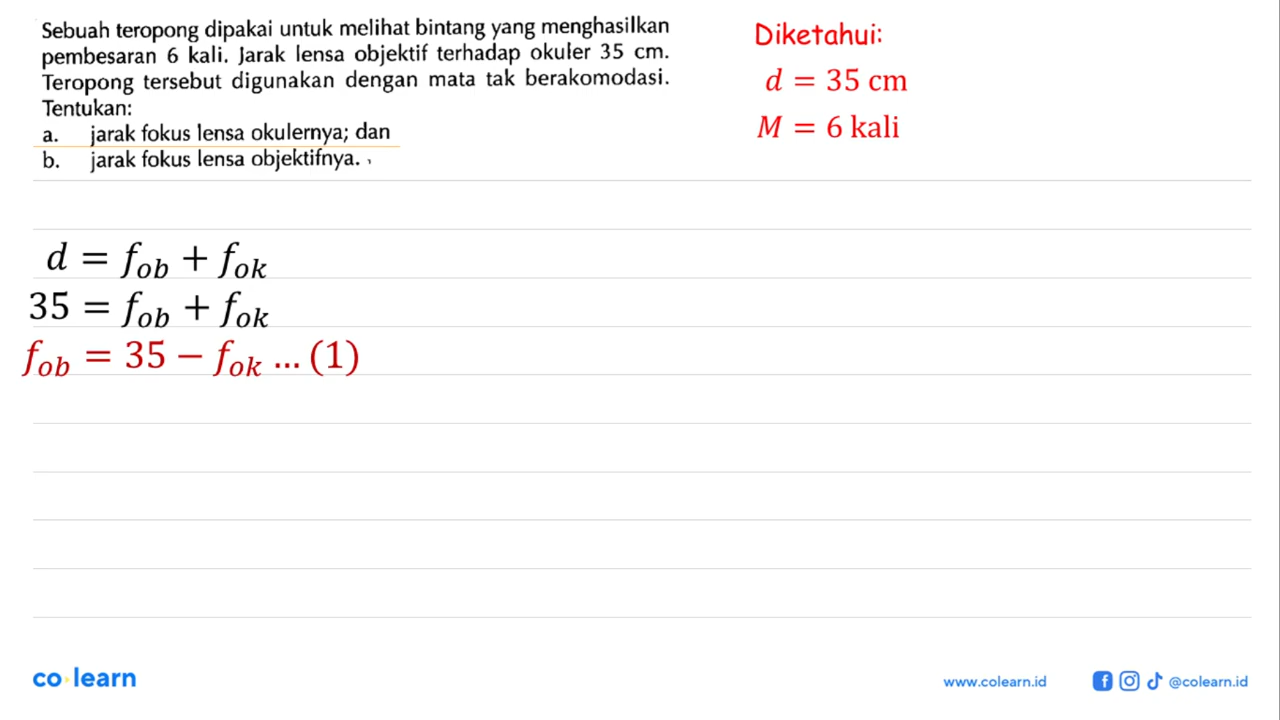 Sebuah teropong dipakai untuk melihat bintang yang menghasilkan
pembesaran 6 kali. Jarak lensa objektif terhadap okuler 35 cm.
Teropong tersebut digunakan dengan mata tak berakomodasi.
Tentukan:
a. jarak fokus lensa okulernya; dan
b. jarak fokus lensa objektifnya.
Diketahui:
d = 35 cm
M = 6 kali
d = f_ob + f_ok
35 = f_ob + f_ok
f_ob = 35 − f_ok ... (1)
co learn
www.colearn.id
@colearn.id